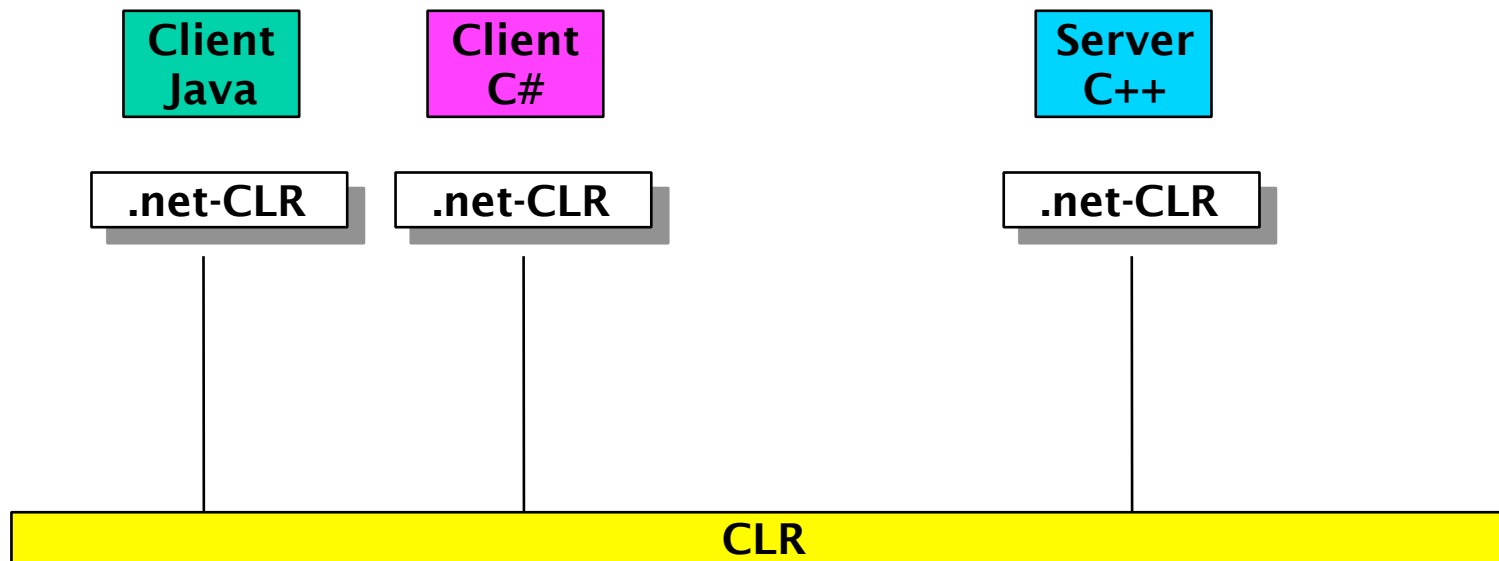 Client
Java
Client
C#
Server
C++
.net-CLR
.net-CLR
.net-CLR
CLR